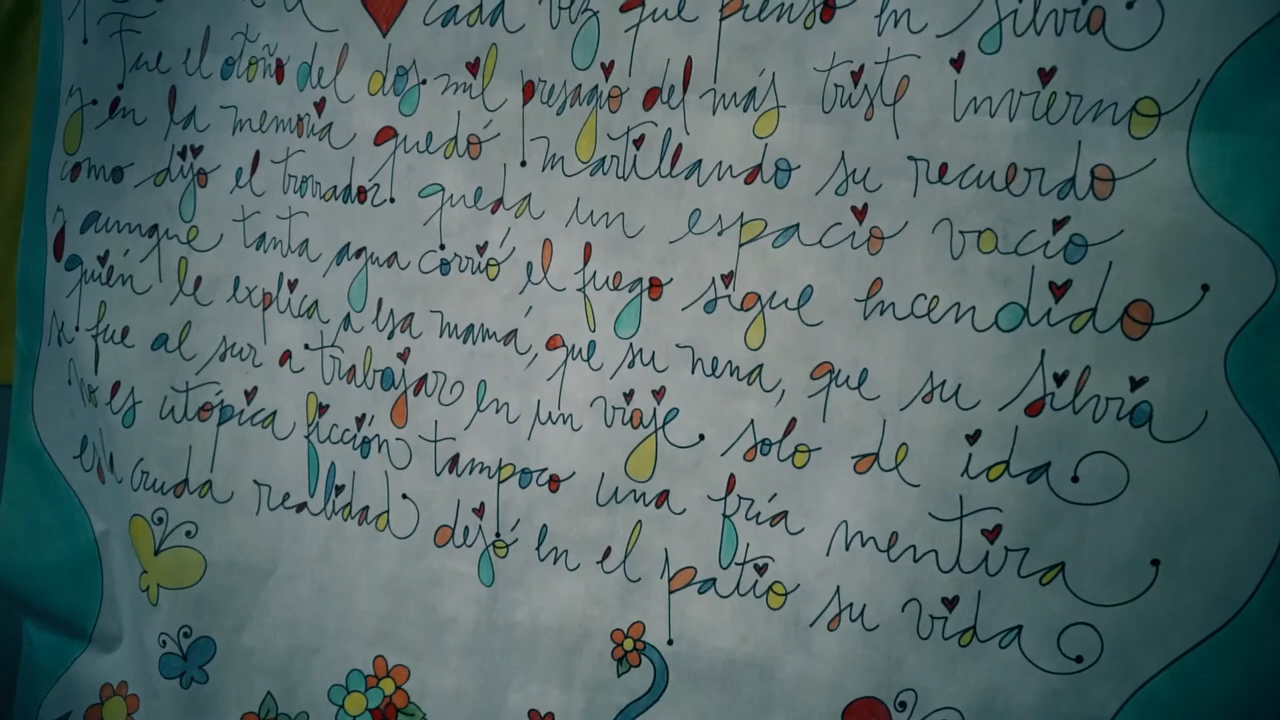 cada vez que pienso en Silvia
Fue el otoño del dos mil presagio del más triste invierno
y en la memoria quedó martillando su recuerdo
como dijo el trovador queda un espacio vacío
y aunque tanta agua corrió el fuego sigue encendido
quién le explica a esa mamá, que su nena, que su Silvia
se fue al sur a trabajar en un viaje solo de ida
No es utópica ficción tampoco una fría mentira
esta cruda realidad dejó en el patio su vida